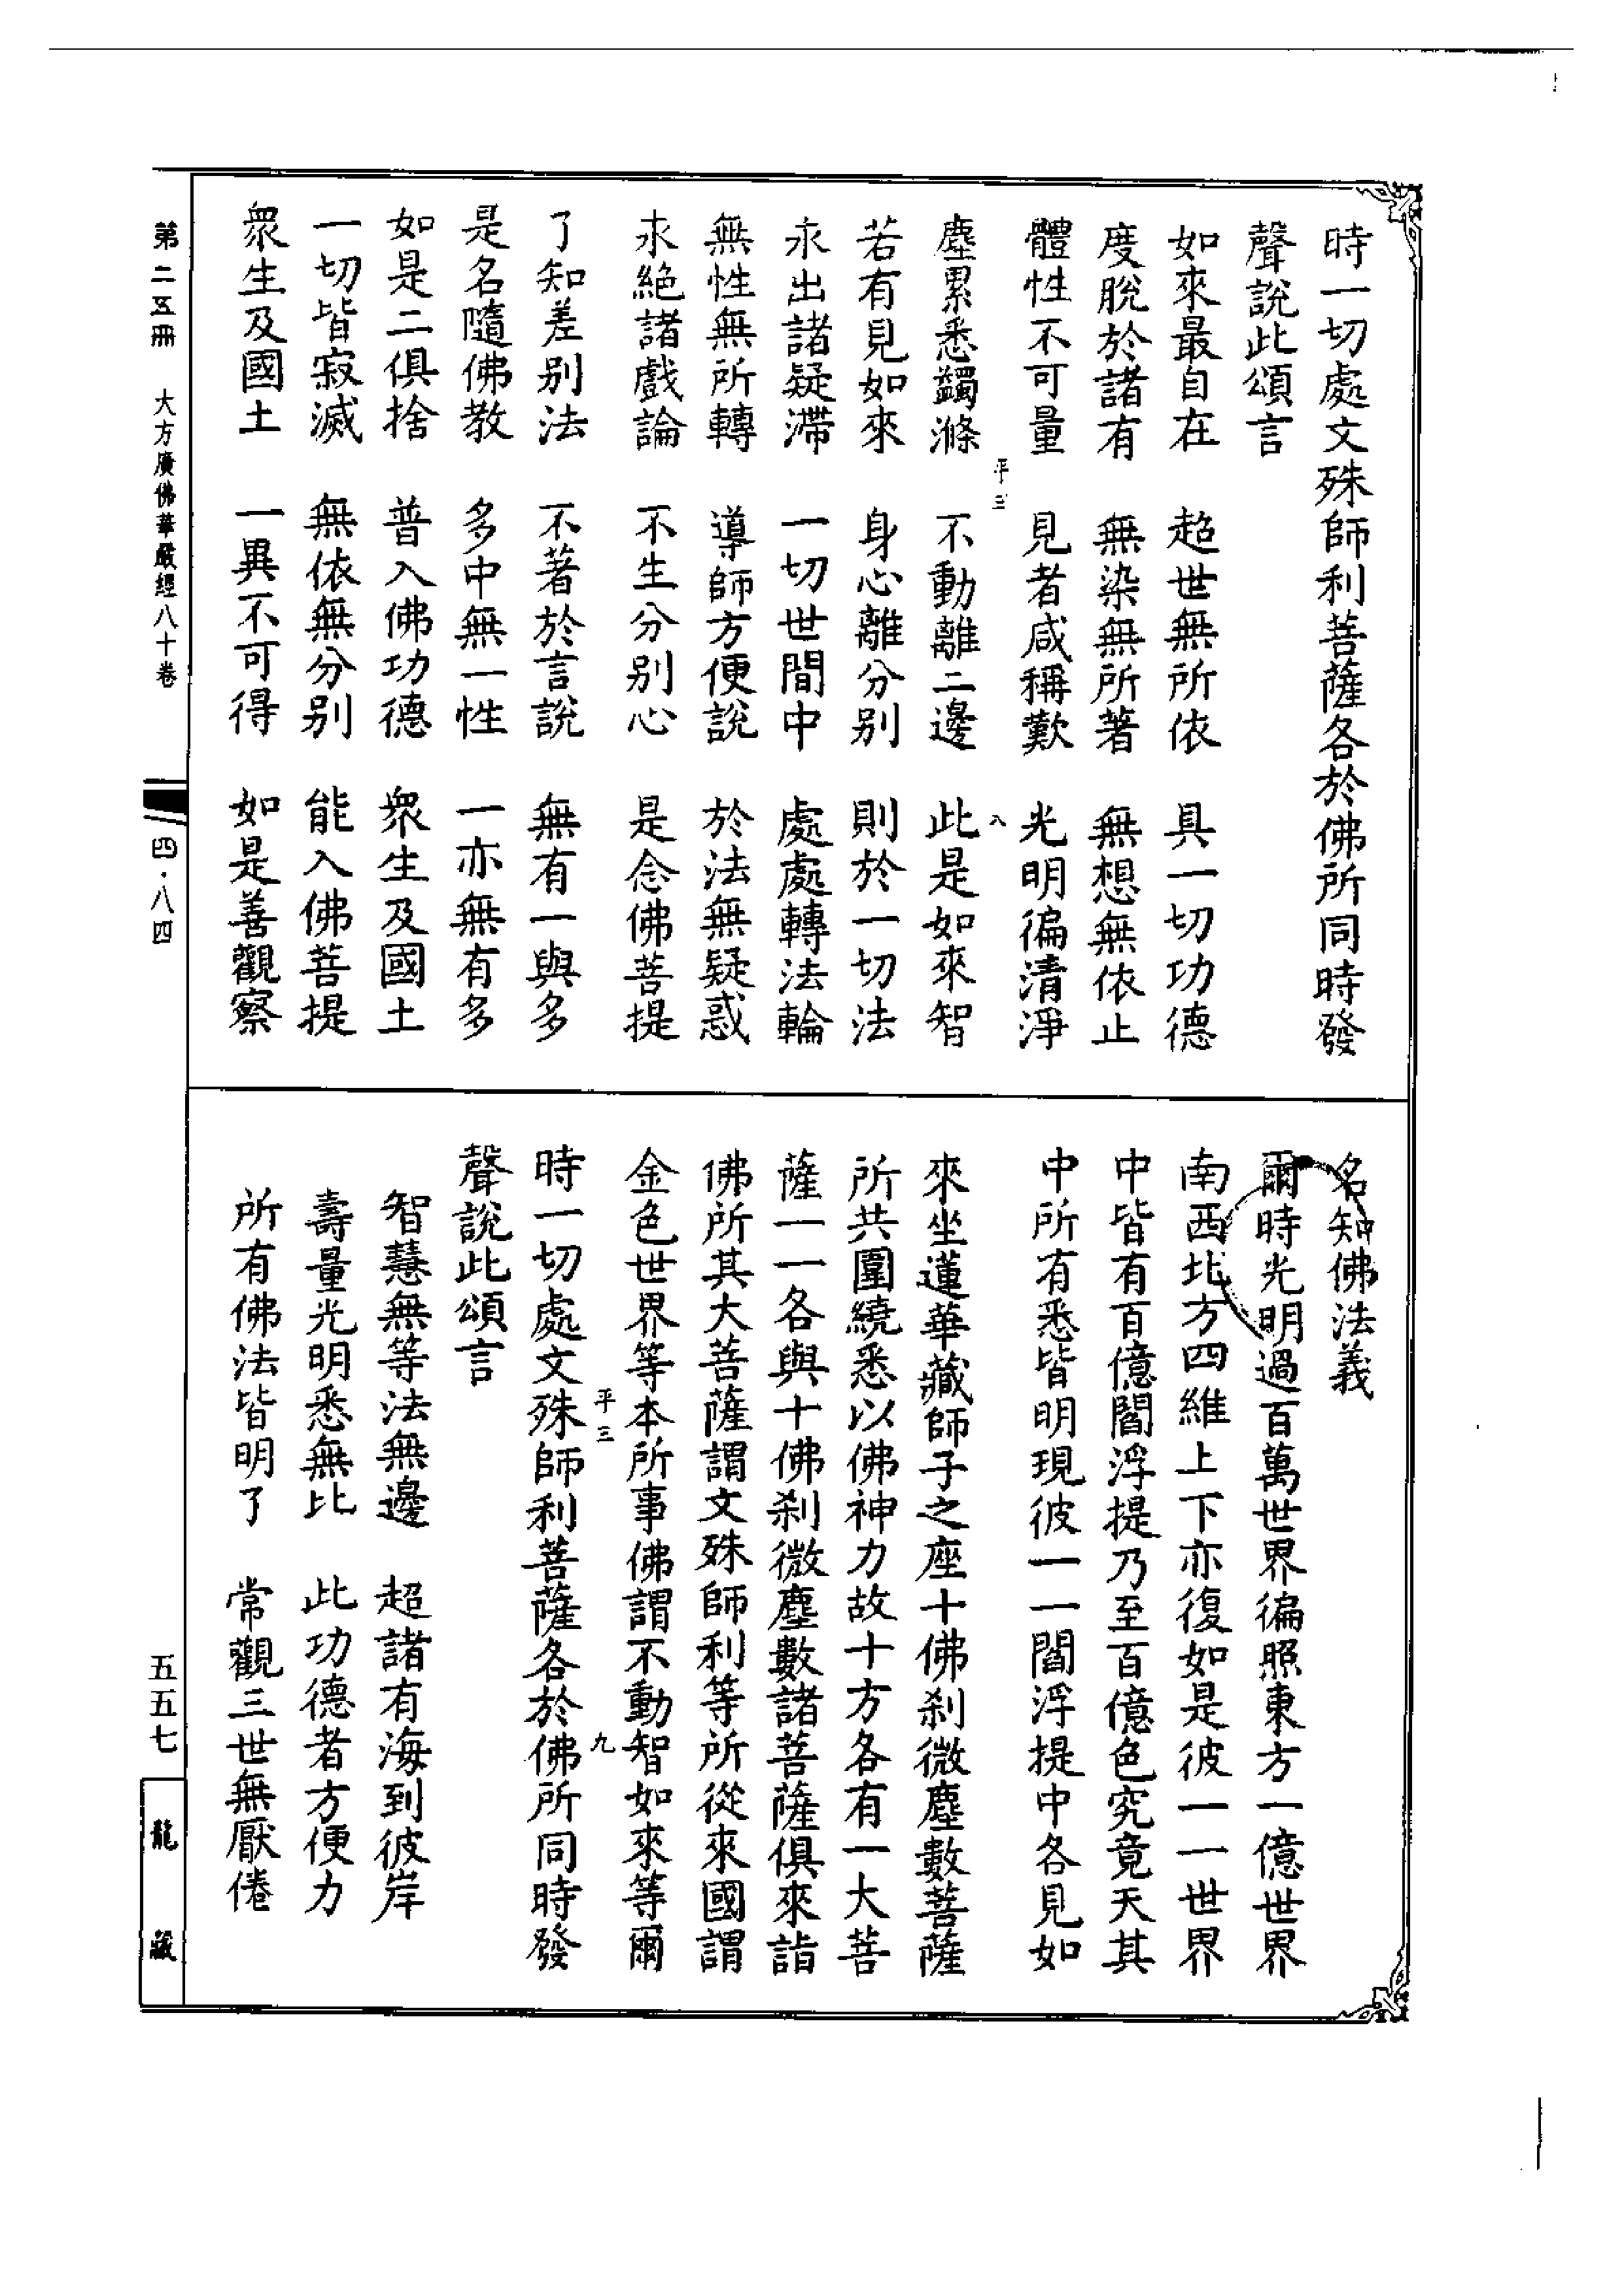 時一切處文殊師利菩薩各於佛所同時發
聲說此頌言
如來最自在　超世無所依　具一切功德
度脫於諸有　無染無所著　無想無依止
體性不可量　見者咸稱歎　光明徧清淨
平三　八
塵累悉蠲滌　不動離二邊　此是如來智
若有見如來　身心離分別　則於一切法
永出諸疑滯　一切世間中　處處轉法輪
無性無所轉　導師方便說　於法無疑惑
永絕諸戲論　不生分別心　是念佛菩提
了知差別法　不著於言說　無有一與多
是名隨佛教　多中無一性　一亦無有多
如是二俱捨　普入佛功德　眾生及國土
一切皆寂滅　無依無分別　能入佛菩提
眾生及國土　一異不可得　如是善觀察
名知佛法義
爾時光明過百萬世界徧照東方一億世界
南西北方四維上下亦復如是彼一一世界
中皆有百億閻浮提乃至百億色究竟天其
中所有悉皆明現彼一一閻浮提中各見如
來坐蓮華藏師子之座十佛刹微塵數菩薩
所共圍繞悉以佛神力故十方各有一大菩
薩一一各與十佛刹微塵數諸菩薩俱來詣
佛所其大菩薩謂文殊師利等所從來國謂
金色世界等本所事佛謂不動智如來等爾
平三　九
時一切處文殊師利菩薩各於佛所同時發
聲說此頌言
智慧無等法無邊　超諸有海到彼岸
壽量光明悉無比　此功德者方便力
所有佛法皆明了　常觀三世無厭倦
第二五冊　大方廣佛華嚴經八十卷　四・八四　五五七　龍藏